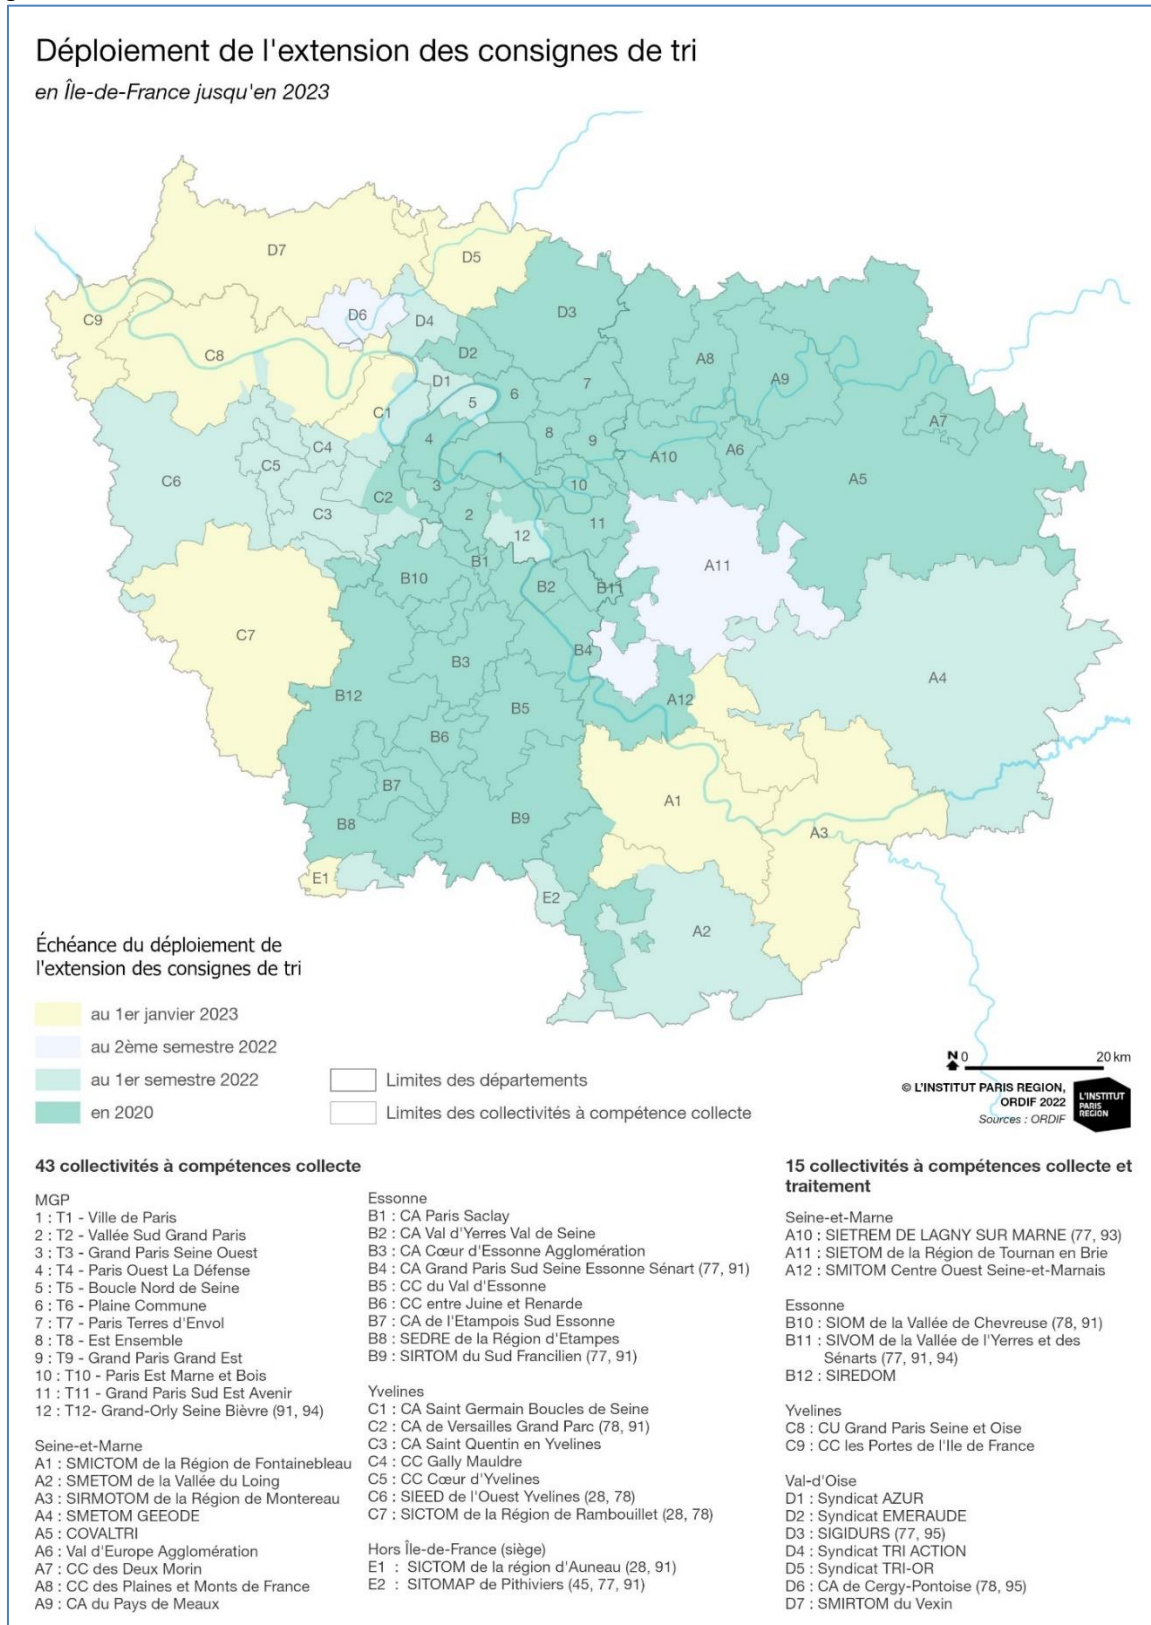 Déploiement de l'extension des consignes de tri
en Île-de-France jusqu'en 2023
D7
D5
C9
D6
D4
D3
C8
D2
A8
A9
D1
6
7
C1
5
A7
4
8
9
C4
1
A10
A6
C5
C6
3
10
A5
C2
C3
2
11
12
A11
B1
B10
B2
B11
C7
B4
B3
A4
B12
A12
B5
B6
B7
A1
B8
B9
A3
E1
E2
A2
Échéance du déploiement de
l'extension des consignes de tri
au 1er janvier 2023
au 2ème semestre 2022
au 1er semestre 2022
en 2020
Limites des départements
Limites des collectivités à compétence collecte
N 0 20 km
© L'INSTITUT PARIS REGION,
ORDIF 2022
Sources : ORDIF
L'INSTITUT
PARIS
REGION
43 collectivités à compétences collecte
MGP
1 : T1 - Ville de Paris
2 : T2 - Vallée Sud Grand Paris
3 : T3 - Grand Paris Seine Ouest
4 : T4 - Paris Ouest La Défense
5 : T5 - Boucle Nord de Seine
6 : T6 - Plaine Commune
7 : T7 - Paris Terres d'Envol
8 : T8 - Est Ensemble
9 : T9 - Grand Paris Grand Est
10 : T10 - Paris Est Marne et Bois
11 : T11 - Grand Paris Sud Est Avenir
12 : T12- Grand-Orly Seine Bièvre (91, 94)
Seine-et-Marne
A1 : SMICTOM de la Région de Fontainebleau
A2 : SMETOM de la Vallée du Loing
A3 : SIRMOTOM de la Région de Montereau
A4 : SMETOM GEEODE
A5 : COVALTRI
A6 : Val d'Europe Agglomération
A7 : CC des Deux Morin
A8 : CC des Plaines et Monts de France
A9 : CA du Pays de Meaux
Essonne
B1 : CA Paris Saclay
B2 : CA Val d'Yerres Val de Seine
B3 : CA Cœur d'Essonne Agglomération
B4 : CA Grand Paris Sud Seine Essonne Sénart (77, 91)
B5 : CC du Val d'Essonne
B6 : CC entre Juine et Renarde
B7 : CA de l'Etampois Sud Essonne
B8 : SEDRE de la Région d'Etampes
B9 : SIRTOM du Sud Francilien (77, 91)
Yvelines
C1 : CA Saint Germain Boucles de Seine
C2 : CA de Versailles Grand Parc (78, 91)
C3 : CA Saint Quentin en Yvelines
C4 : CC Gally Mauldre
C5 : CC Cœur d'Yvelines
C6 : SIEED de l'Ouest Yvelines (28, 78)
C7 : SICTOM de la Région de Rambouillet (28, 78)
Hors Île-de-France (siège)
E1 : SICTOM de la région d'Auneau (28, 91)
E2 : SITOMAP de Pithiviers (45, 77, 91)
15 collectivités à compétences collecte et
traitement
Seine-et-Marne
A10 : SIETREM DE LAGNY SUR MARNE (77, 93)
A11 : SIETOM de la Région de Tournan en Brie
A12 : SMITOM Centre Ouest Seine-et-Marnais
Essonne
B10 : SIOM de la Vallée de Chevreuse (78, 91)
B11 : SIVOM de la Vallée de l'Yerres et des
Sénarts (77, 91, 94)
B12 : SIREDOM
Yvelines
C8 : CU Grand Paris Seine et Oise
C9 : CC les Portes de l'Ile de France
Val-d'Oise
D1 : Syndicat AZUR
D2 : Syndicat EMERAUDE
D3 : SIGIDURS (77, 95)
D4 : Syndicat TRI ACTION
D5 : Syndicat TRI-OR
D6 : CA de Cergy-Pontoise (78, 95)
D7 : SMIRTOM du Vexin